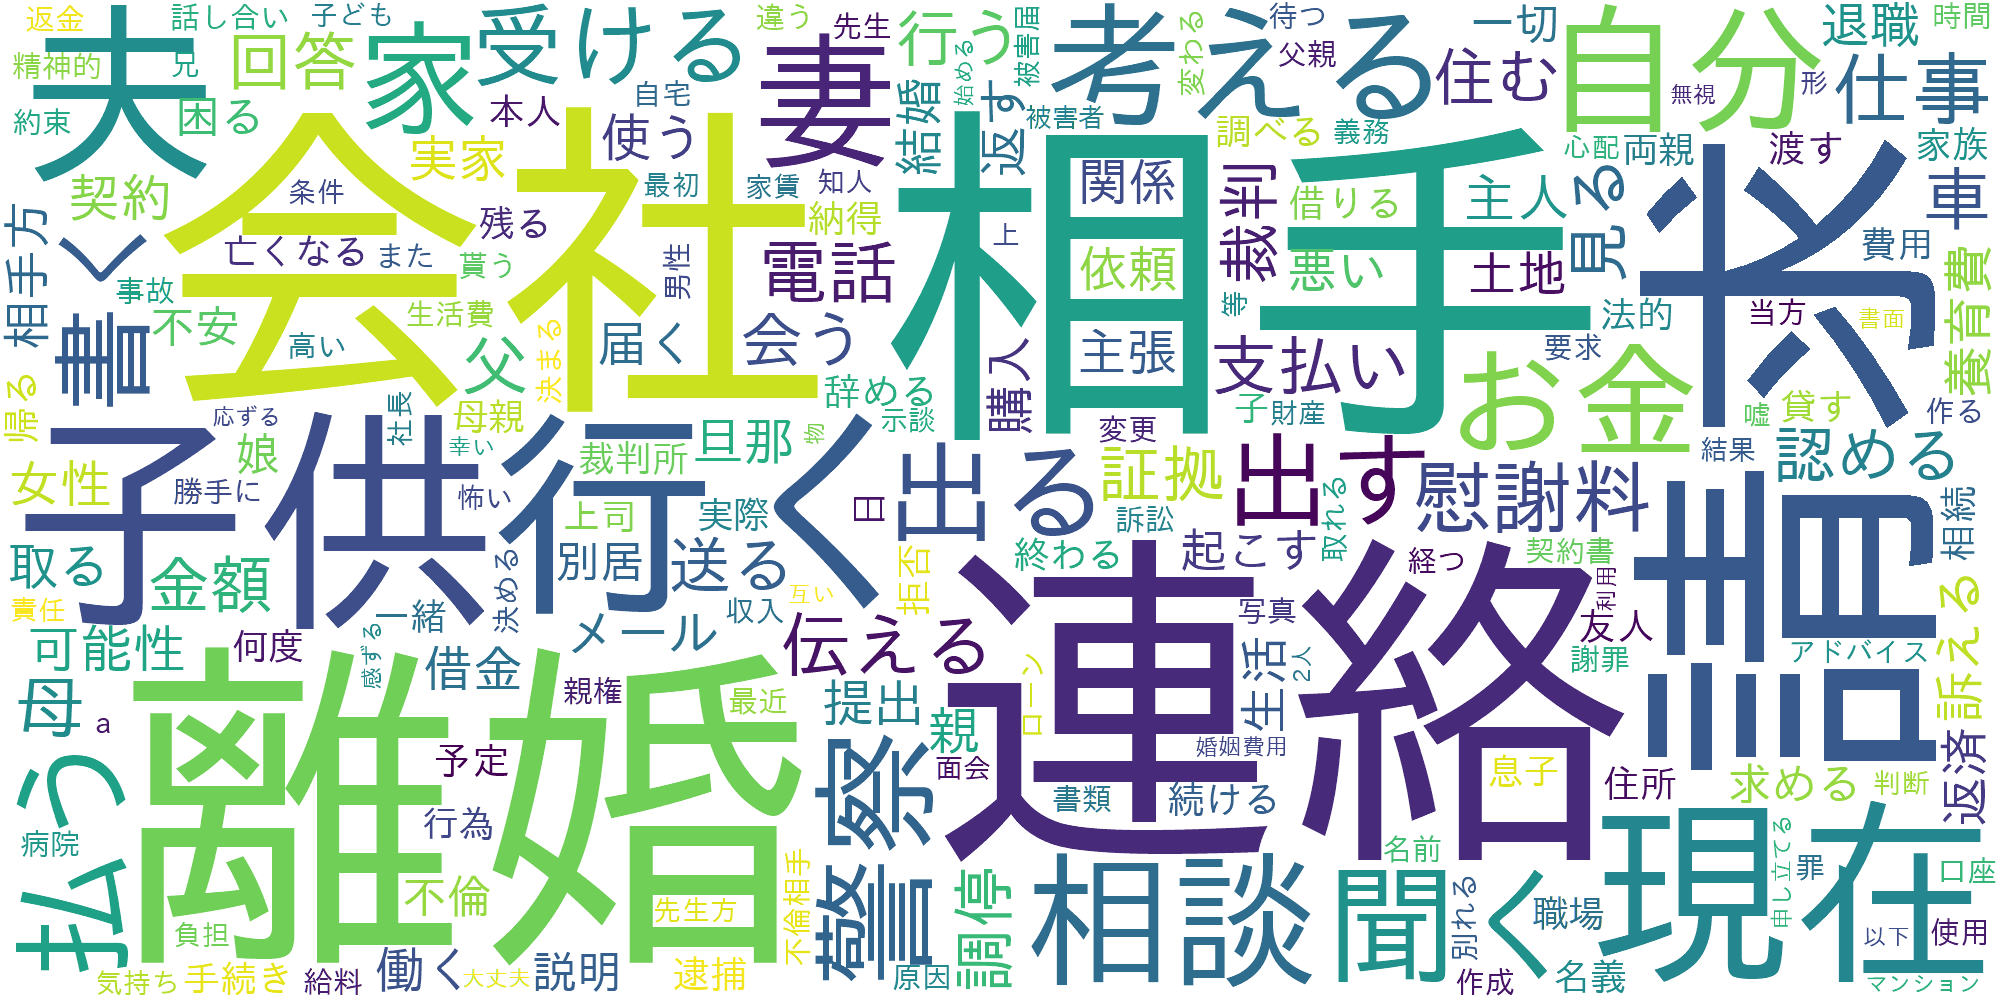 返金
話し合い
子ども
夫
精神的
兄
約束
回答
困る
家
受ける
本人
自宅
違う
先生
妻
行う
始める
被害届
考える
変わる
待つ
父親
一切
退職
時間
自分
住む
形
無視
仕事
契約
実家
使う
結婚
返す
被害者
調べる
義務
心配
両親
渡す
家族
車
会社
条件
残る
最初
家賃
知人
納得
相手
関係
依頼
主張
上
裁判
借りる
悪い
主人
土地
見る
費用
請求
養育費
相手方
書く
亡くなる
また
貰う
男性
電話
事故
不安
生活費
高い
決まる
届く
会う
父
購入
支払い
等
法的
要求
当方
書面
お金
帰る
応ずる
社長
母親
幸い
辞める
示談
子
財産
変更
貸す
嘘
作る
結果
認める
子供
行く
娘
女性
勝手に
怖い
旦那
物
裁判所
上司
実際
日
出る
証拠
訴訟
出す
取れる
慰謝料
相続
取る
金額
責任
決める
別居
送る
拒否
終わる
起こす
経つ
契約書
利用
一緒
収入
互い
連絡
写真
友人
謝罪
アドバイス
訴える
可能性
何度
感ずる
メール
伝える
母
借金
親権
最近
提出
親
ローン
生活
2人
婚姻費用
a
離婚
予定
面会
息子
住所
求める
判断
返済
払う
病院
行為
警察
書類
続ける
名前
現在
申し立てる
罪
口座
不倫
先生方
不倫相手
調停
相談
聞く
別れる
職場
負担
以下
使用
気持ち
手続き
給料
働く
大丈夫
説明
逮捕
原因
作成
名義
マンション